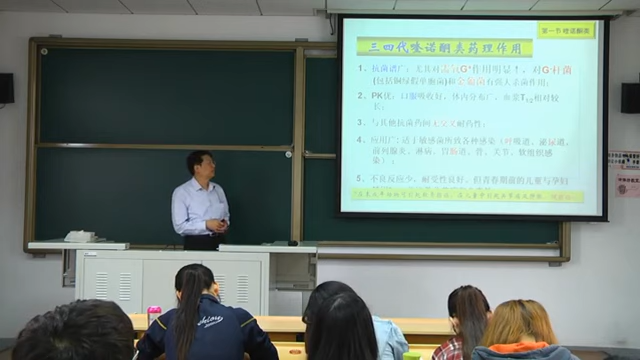 第一节 喹诺酮类
三四代喹诺酮类药理作用
1、抗菌谱广：尤其对 G⁺作用明显↑，对G⁻杆菌
(包括铜绿假单胞菌)和金葡菌有强大杀菌作用；
2、PK优：口服吸收好，体内分布广，血浆T1/2相对较
长；
3、与其他抗菌药间无交叉耐药性；
4、应用广：适于敏感菌所致各种感染（呼吸道、泌尿道、
前列腺炎、淋病、胃肠道、骨、关节、软组织感
染）；
5、不良反应少，耐受性良好。但青春期前的儿童与孕妇